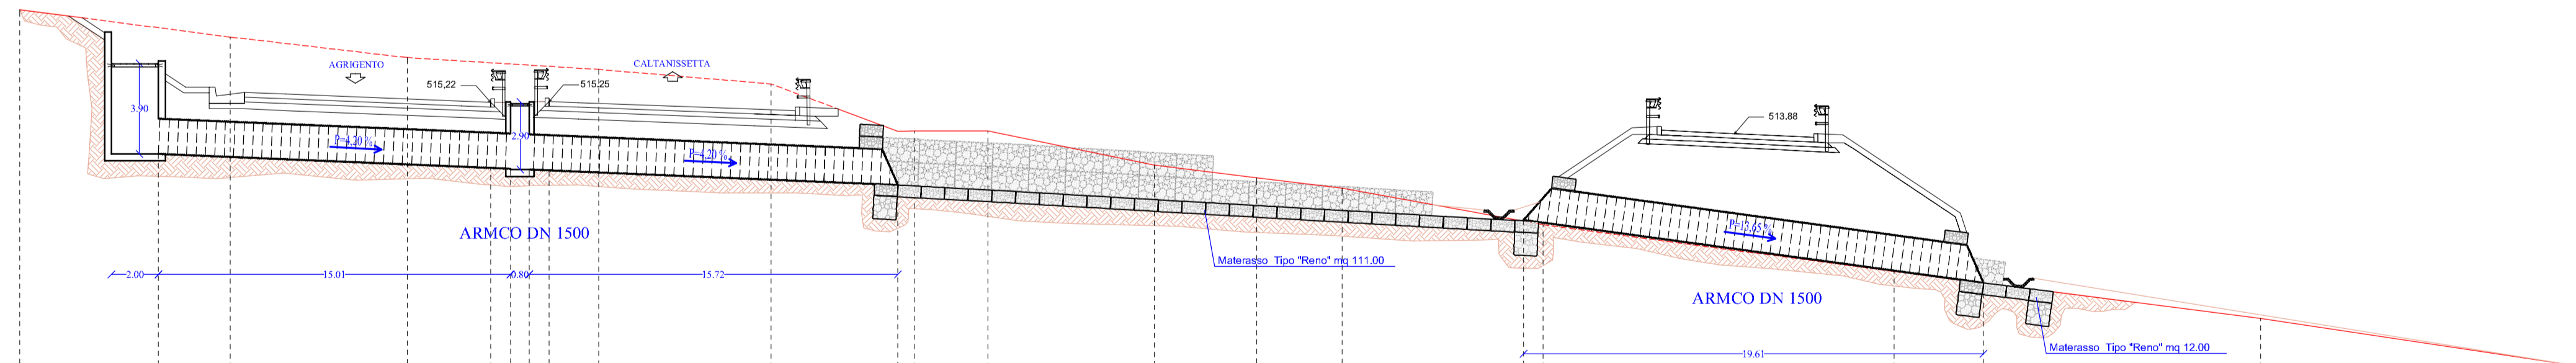 AGRIGENTO
CALTANISSETTA
515,22
515.25
513,88
3.90
2.90
P=4,20 %
P=4,20 %
P=13,65 %
ARMCO DN 1500
ARMCO DN 1500
Materasso Tipo "Reno" mq 111.00
2.00
15.01
0.80
15.72
19.61
Materasso Tipo "Reno" mq 12.00